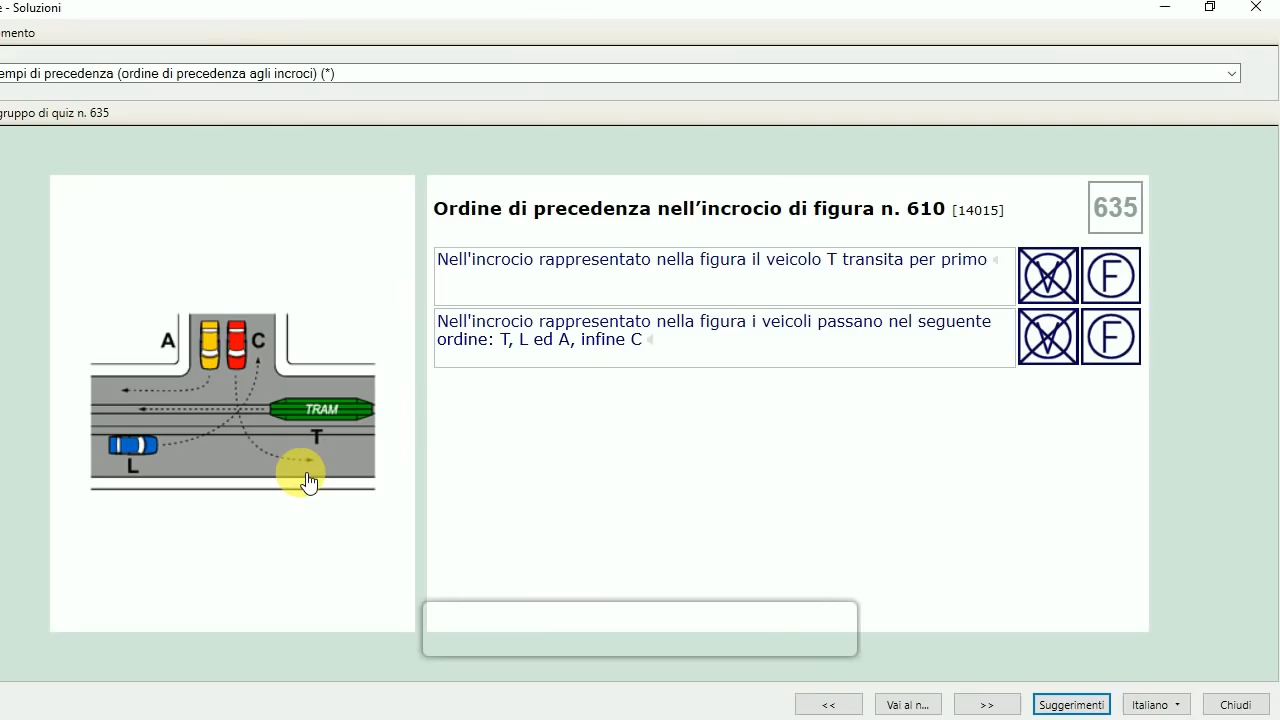 e - Soluzioni
mento
empi di precedenza (ordine di precedenza agli incroci) (*)
gruppo di quiz n. 635
Ordine di precedenza nell’incrocio di figura n. 610 [14015]
635
Nell'incrocio rappresentato nella figura il veicolo T transita per primo
V F
Nell'incrocio rappresentato nella figura i veicoli passano nel seguente
ordine: T, L ed A, infine C
V F
A C
TRAM
T
L
<< Vai al n... >> Suggerimenti Italiano Chiudi